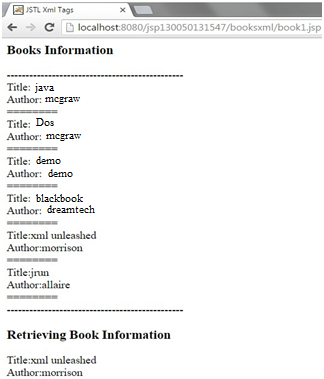 JSTL Xml Tags
localhost:8080/jsp130050131547/booksxml/book1.jsp
Books Information
-----------------------------------------------
Title: java
Author: mcgraw
========
Title: Dos
Author: mcgraw
========
Title: demo
Author: demo
========
Title: blackbook
Author: dreamtech
========
Title:xml unleashed
Author:morrison
========
Title:jrun
Author:allaire
========
-----------------------------------------------
Retrieving Book Information
Title:xml unleashed
Author:morrison